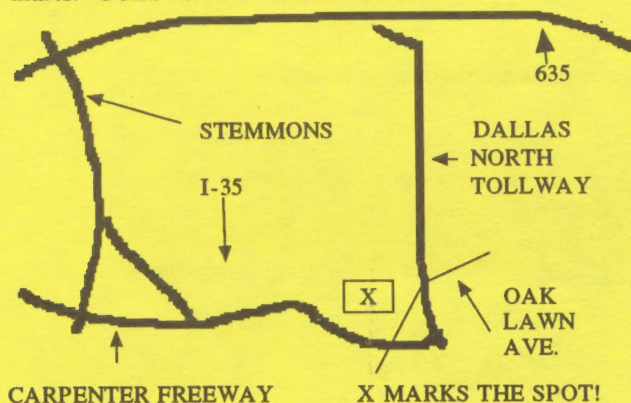 635
STEMMONS
DALLAS
NORTH
TOLLWAY
I-35
X
OAK
LAWN
AVE.
CARPENTER FREEWAY
X MARKS THE SPOT!